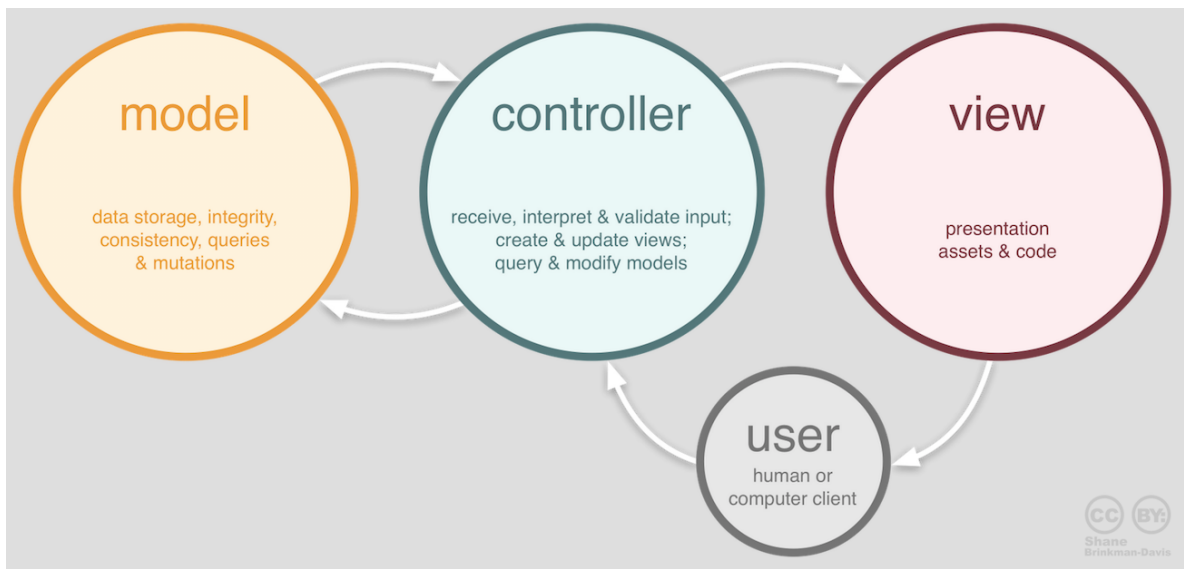 model
data storage, integrity,
consistency, queries
& mutations
controller
receive, interpret & validate input;
create & update views;
query & modify models
view
presentation
assets & code
user
human or
computer client
CC BY:
Shane
Brinkman-Davis